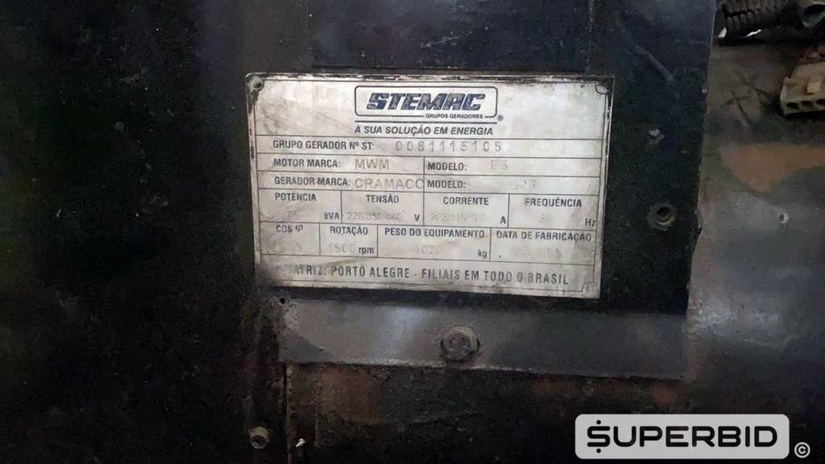 STEMAC
GRUPOS GERADORES
®
A SUA SOLUÇÃO EM ENERGIA
GRUPO GERADOR Nº ST: 0081115106
MOTOR MARCA: MWM MODELO:
GERADOR MARCA: CRAMACO MODELO:
POTÊNCIA TENSÃO CORRENTE FREQUÊNCIA
kVA V A Hz
COS φ ROTAÇÃO PESO DO EQUIPAMENTO DATA DE FABRICAÇÃO
1800 rpm kg
MATRIZ: PORTO ALEGRE - FILIAIS EM TODO O BRASIL
SUPERBID ©